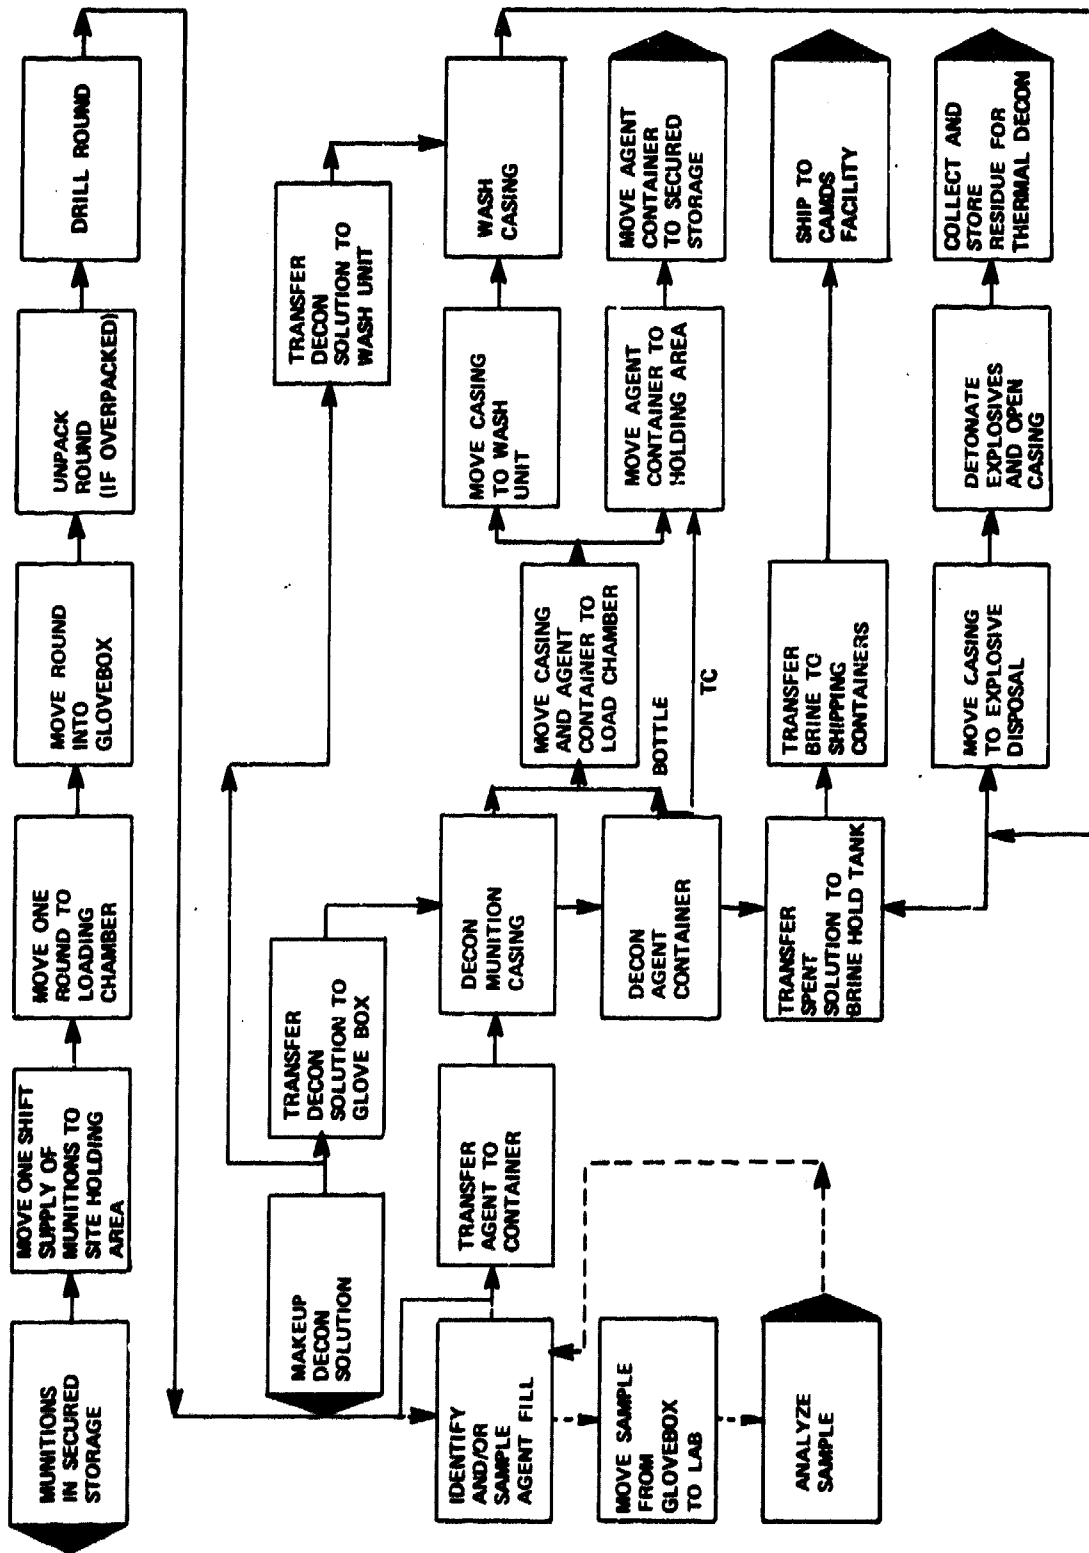 MUNITIONS
IN SECURED
STORAGE
MOVE ONE SHIFT
SUPPLY OF
MUNITIONS TO
SITE HOLDING
AREA
MOVE ONE
ROUND TO
LOADING
CHAMBER
MOVE ROUND
INTO
GLOVEBOX
UNPACK
ROUND
(IF OVERPACKED)
DRILL ROUND
MAKEUP
DECON
SOLUTION
TRANSFER
DECON
SOLUTION TO
GLOVE BOX
TRANSFER
DECON
SOLUTION TO
WASH UNIT
IDENTIFY
AND/OR
SAMPLE
AGENT FILL
TRANSFER
AGENT TO
CONTAINER
DECON
MUNITION
CASING
MOVE CASING
AND AGENT
CONTAINER TO
LOAD CHAMBER
MOVE CASING
TO WASH
UNIT
WASH
CASING
MOVE SAMPLE
FROM
GLOVEBOX
TO LAB
DECON
AGENT
CONTAINER
BOTTLE
TC
MOVE AGENT
CONTAINER TO
HOLDING AREA
MOVE AGENT
CONTAINER
TO SECURED
STORAGE
ANALYZE
SAMPLE
TRANSFER
SPENT
SOLUTION TO
BRINE HOLD TANK
TRANSFER
BRINE TO
SHIPPING
CONTAINERS
SHIP TO
CAMDS
FACILITY
MOVE CASING
TO EXPLOSIVE
DISPOSAL
DETONATE
EXPLOSIVES
AND OPEN
CASING
COLLECT AND
STORE
RESIDUE FOR
THERMAL DECON